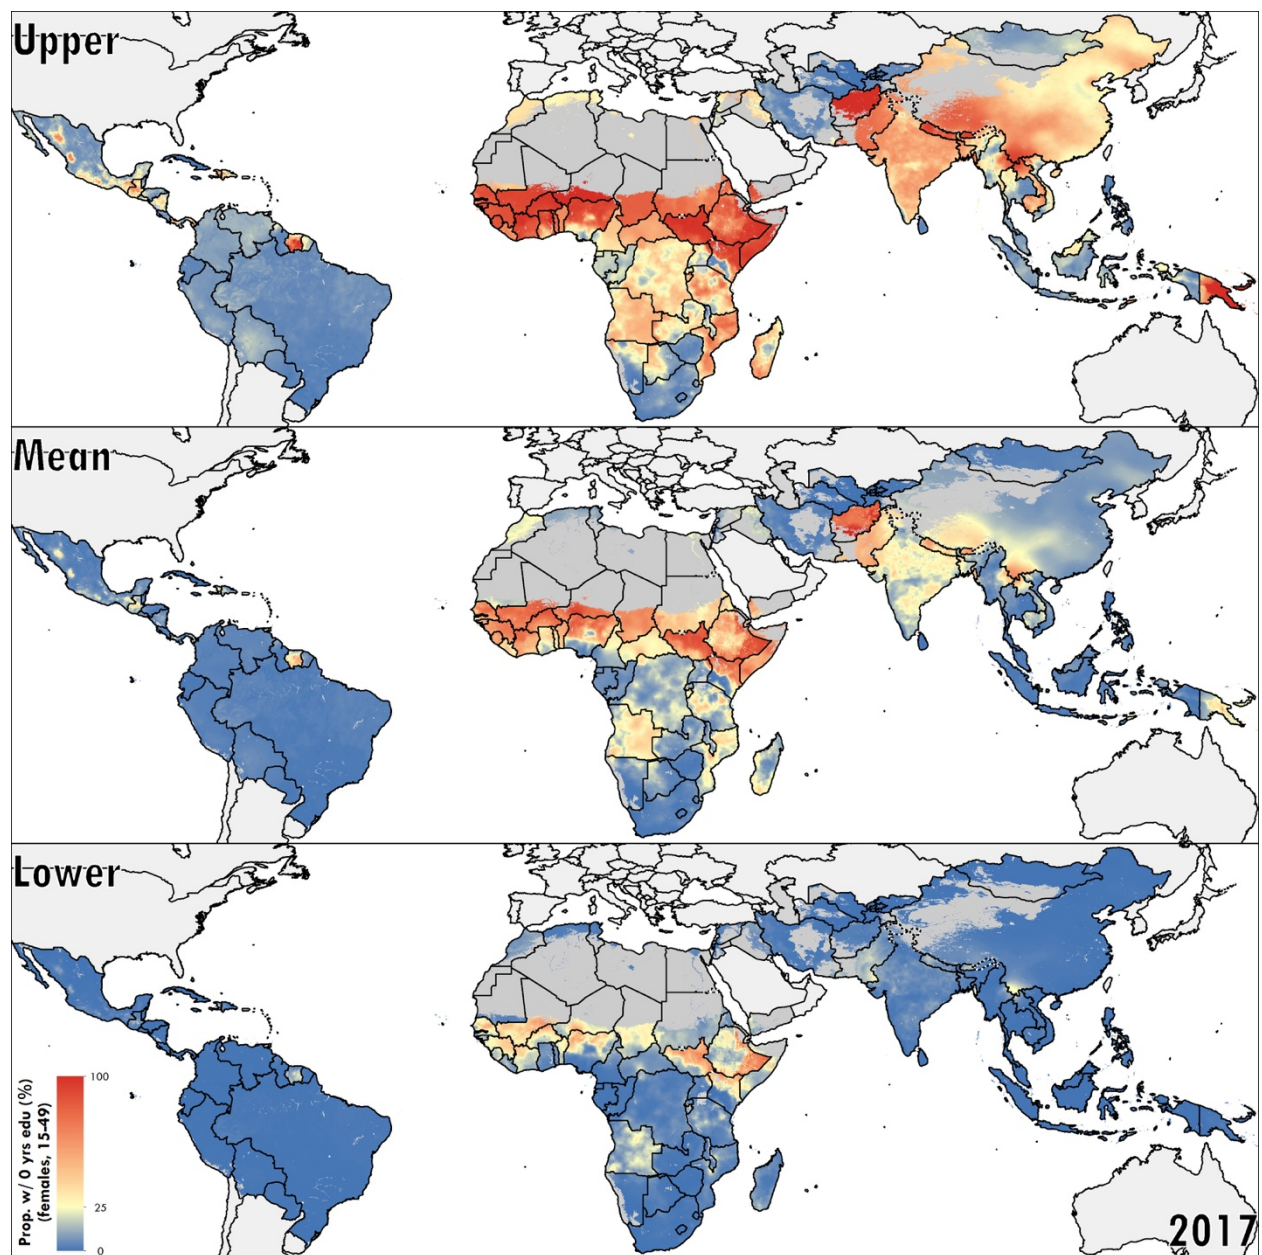 Upper
Mean
Lower
Prop. w/ 0 yrs edu (%)
(females, 15-49)
100
25
0
2017